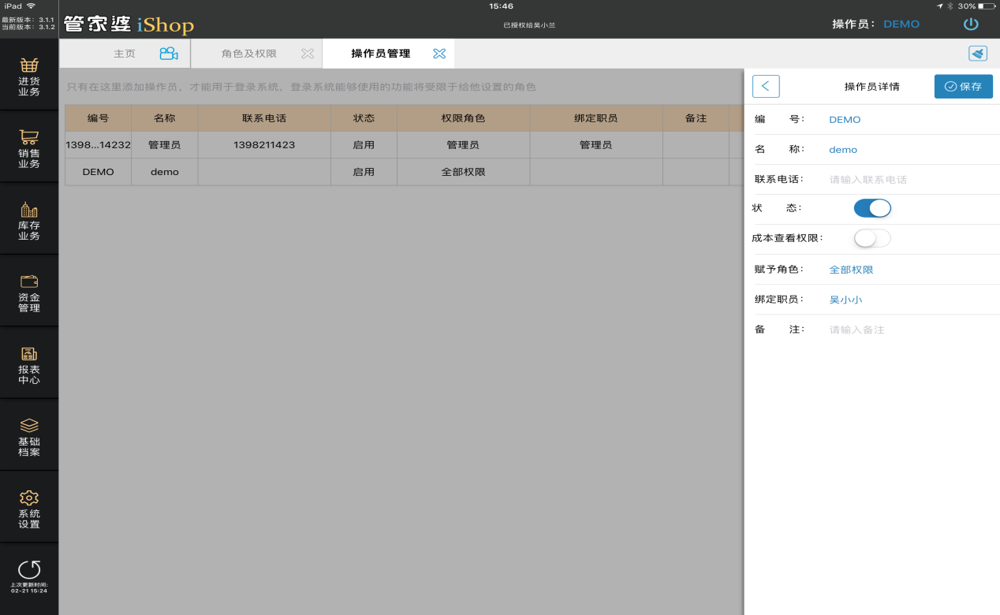 iPad
15:46
30%
最新版本: 3.1.1
当前版本: 3.1.2
管家婆 iShop
已授权给吴小兰
操作员: DEMO
主页
角色及权限
操作员管理
进货
业务
销售
业务
库存
业务
资金
管理
报表
中心
基础
档案
系统
设置
上次更新时间:
02-21 15:24
只有在这里添加操作员, 才能用于登录系统, 登录系统能够使用的功能将受限于给他设置的角色
编号 名称 联系电话 状态 权限角色 绑定职员 备注
1398...14232 管理员 1398211423 启用 管理员 管理员
DEMO demo 启用 全部权限
操作员详情
保存
编 号: DEMO
名 称: demo
联系电话: 请输入联系电话
状 态:
成本查看权限:
赋予角色: 全部权限
绑定职员: 吴小小
备 注: 请输入备注